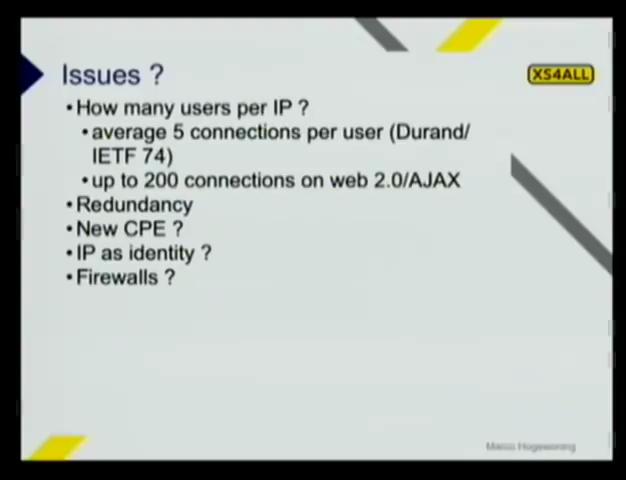 Issues ?
XS4ALL
•How many users per IP ?
•average 5 connections per user (Durand/
IETF 74)
•up to 200 connections on web 2.0/AJAX
•Redundancy
•New CPE ?
•IP as identity ?
•Firewalls ?
Marco Hogewoning